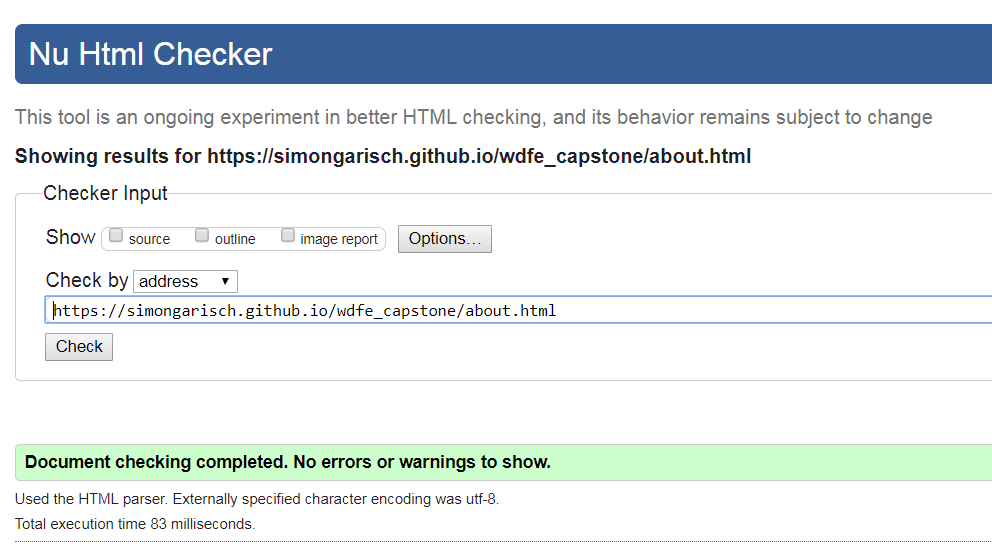 Nu Html Checker
This tool is an ongoing experiment in better HTML checking, and its behavior remains subject to change
Showing results for https://simongarisch.github.io/wdfe_capstone/about.html
Checker Input
Show source outline image report Options...
Check by address
https://simongarisch.github.io/wdfe_capstone/about.html
Check
Document checking completed. No errors or warnings to show.
Used the HTML parser. Externally specified character encoding was utf-8.
Total execution time 83 milliseconds.